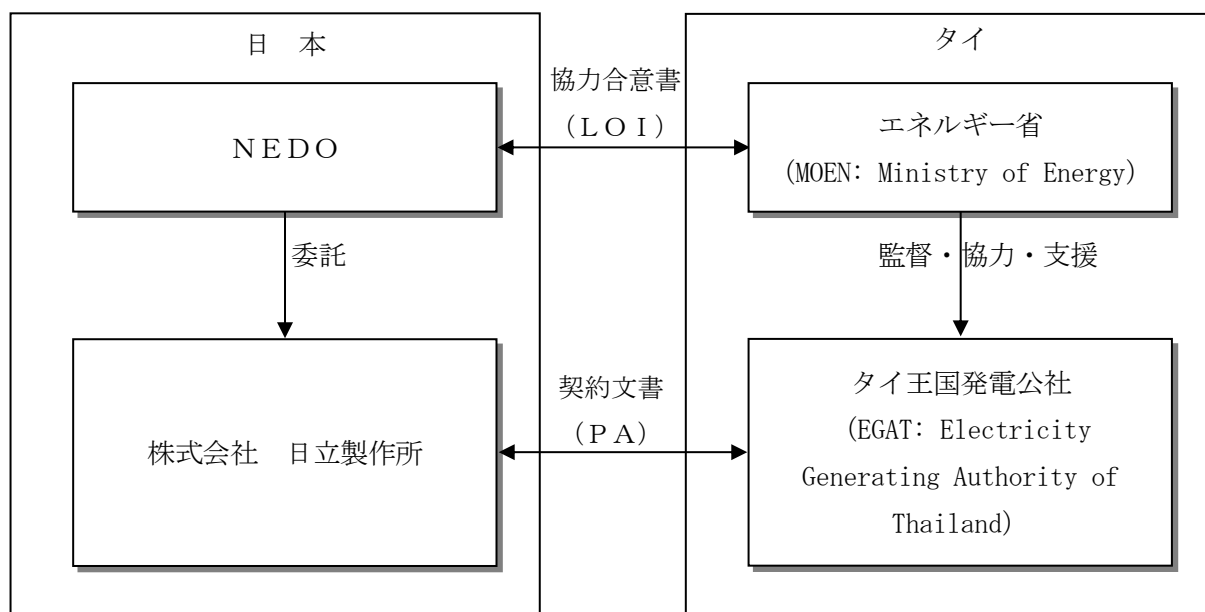 日　本
タイ
協力合意書
（ＬＯＩ）
ＮＥＤＯ
エネルギー省
(MOEN: Ministry of Energy)
委託
監督・協力・支援
契約文書
（ＰＡ）
株式会社　日立製作所
タイ王国発電公社
(EGAT: Electricity
Generating Authority of
Thailand)